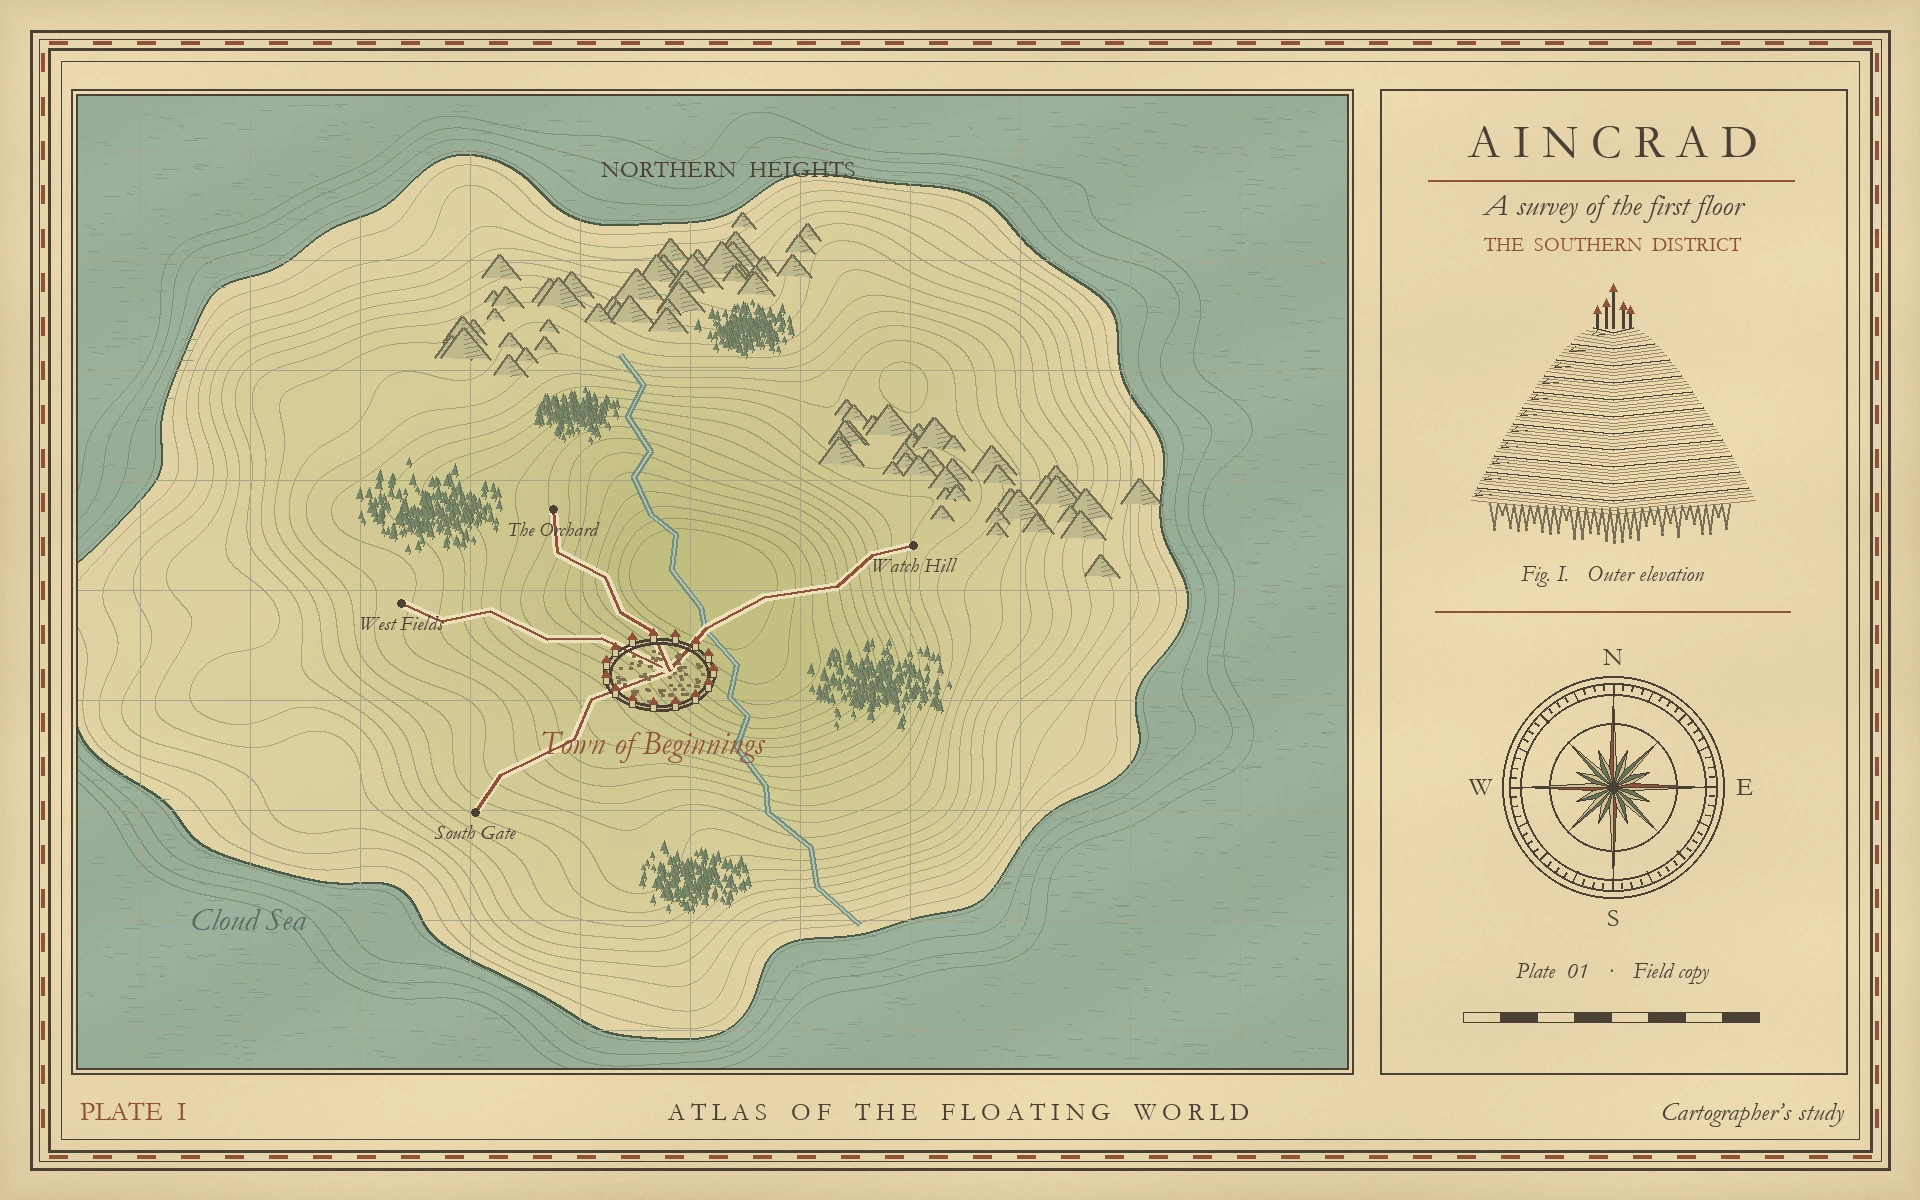 NORTHERN HEIGHTS
The Orchard
Watch Hill
West Fields
Town of Beginnings
South Gate
Cloud Sea
AINCRAD
A survey of the first floor
THE SOUTHERN DISTRICT
Fig. I. Outer elevation
N
W
E
S
Plate 01 · Field copy
PLATE I
ATLAS OF THE FLOATING WORLD
Cartographer's study